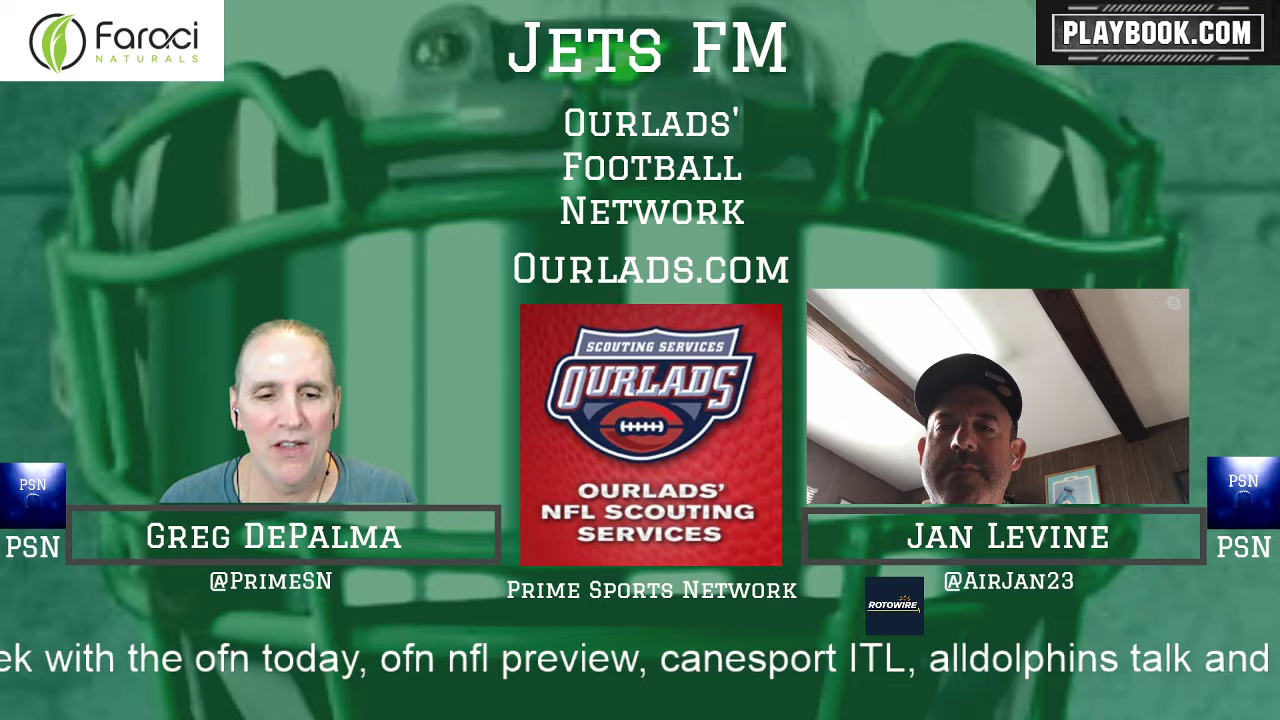 Faraci
NATURALS
JETS FM
PLAYBOOK.COM
OURLADS'
FOOTBALL
NETWORK
OURLADS.COM
SCOUTING SERVICES
OURLADS
OURLADS'
NFL SCOUTING
SERVICES
PSN
PSN
GREG DEPALMA
@PRIMESN
PRIME SPORTS NETWORK
PSN
PSN
JAN LEVINE
@AIRJAN23
ROTOWIRE
ek with the ofn today, ofn nfl preview, canesport ITL, alldolphins talk and